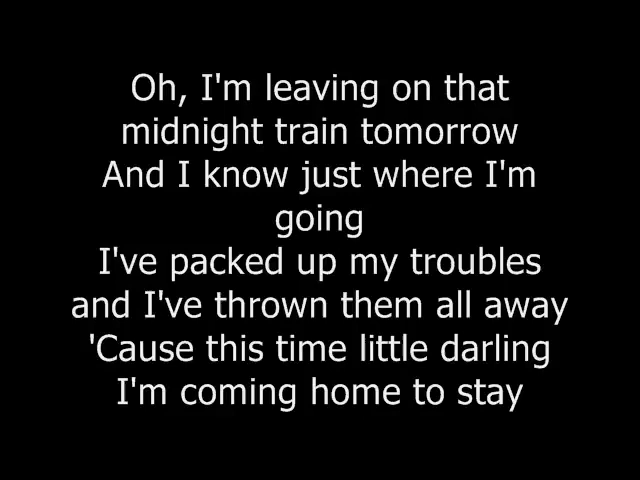 Oh, I'm leaving on that
midnight train tomorrow
And I know just where I'm
going
I've packed up my troubles
and I've thrown them all away
'Cause this time little darling
I'm coming home to stay